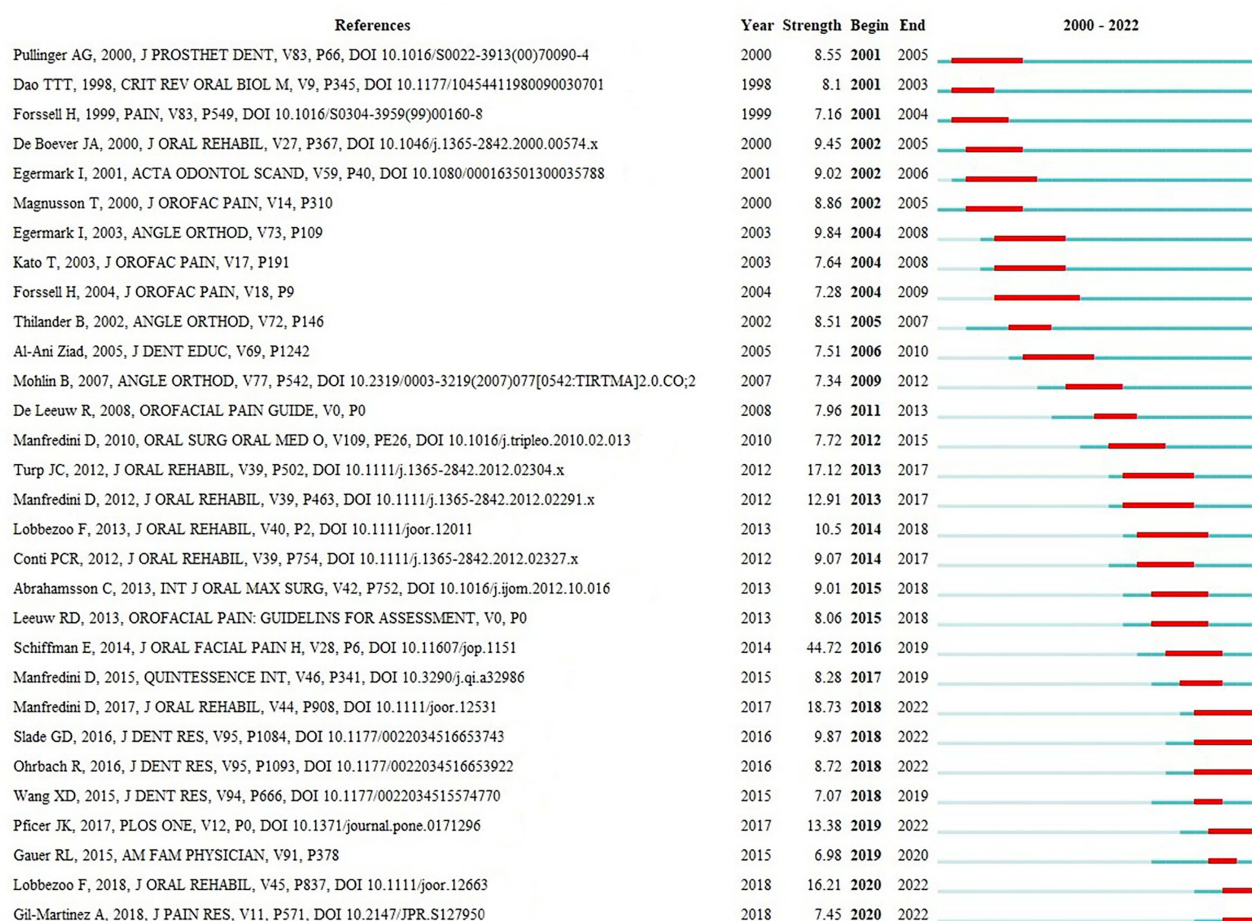 References Year Strength Begin End 2000 - 2022
Pullinger AG, 2000, J PROSTHET DENT, V83, P66, DOI 10.1016/S0022-3913(00)70090-4 2000 8.55 2001 2005
Dao TTT, 1998, CRIT REV ORAL BIOL M, V9, P345, DOI 10.1177/10454411980090030701 1998 8.1 2001 2003
Forssell H, 1999, PAIN, V83, P549, DOI 10.1016/S0304-3959(99)00160-8 1999 7.16 2001 2004
De Boever JA, 2000, J ORAL REHABIL, V27, P367, DOI 10.1046/j.1365-2842.2000.00574.x 2000 9.45 2002 2005
Egermark I, 2001, ACTA ODONTOL SCAND, V59, P40, DOI 10.1080/000163501300035788 2001 9.02 2002 2006
Magnusson T, 2000, J OROFAC PAIN, V14, P310 2000 8.86 2002 2005
Egermark I, 2003, ANGLE ORTHOD, V73, P109 2003 9.84 2004 2008
Kato T, 2003, J OROFAC PAIN, V17, P191 2003 7.64 2004 2008
Forssell H, 2004, J OROFAC PAIN, V18, P9 2004 7.28 2004 2009
Thilander B, 2002, ANGLE ORTHOD, V72, P146 2002 8.51 2005 2007
Al-Ani Ziad, 2005, J DENT EDUC, V69, P1242 2005 7.51 2006 2010
Mohlin B, 2007, ANGLE ORTHOD, V77, P542, DOI 10.2319/0003-3219(2007)077[0542:TIRTMA]2.0.CO;2 2007 7.34 2009 2012
De Leeuw R, 2008, OROFACIAL PAIN GUIDE, V0, P0 2008 7.96 2011 2013
Manfredini D, 2010, ORAL SURG ORAL MED O, V109, PE26, DOI 10.1016/j.tripleo.2010.02.013 2010 7.72 2012 2015
Turp JC, 2012, J ORAL REHABIL, V39, P502, DOI 10.1111/j.1365-2842.2012.02304.x 2012 17.12 2013 2017
Manfredini D, 2012, J ORAL REHABIL, V39, P463, DOI 10.1111/j.1365-2842.2012.02291.x 2012 12.91 2013 2017
Lobbezoo F, 2013, J ORAL REHABIL, V40, P2, DOI 10.1111/joor.12011 2013 10.5 2014 2018
Conti PCR, 2012, J ORAL REHABIL, V39, P754, DOI 10.1111/j.1365-2842.2012.02327.x 2012 9.07 2014 2017
Abrahamsson C, 2013, INT J ORAL MAX SURG, V42, P752, DOI 10.1016/j.ijom.2012.10.016 2013 9.01 2015 2018
Leeuw RD, 2013, OROFACIAL PAIN: GUIDELINS FOR ASSESSMENT, V0, P0 2013 8.06 2015 2018
Schiffman E, 2014, J ORAL FACIAL PAIN H, V28, P6, DOI 10.11607/jop.1151 2014 44.72 2016 2019
Manfredini D, 2015, QUINTESSENCE INT, V46, P341, DOI 10.3290/j.qi.a32986 2015 8.28 2017 2019
Manfredini D, 2017, J ORAL REHABIL, V44, P908, DOI 10.1111/joor.12531 2017 18.73 2018 2022
Slade GD, 2016, J DENT RES, V95, P1084, DOI 10.1177/0022034516653743 2016 9.87 2018 2022
Ohrbach R, 2016, J DENT RES, V95, P1093, DOI 10.1177/0022034516653922 2016 8.72 2018 2022
Wang XD, 2015, J DENT RES, V94, P666, DOI 10.1177/0022034515574770 2015 7.07 2018 2019
Pficer JK, 2017, PLOS ONE, V12, P0, DOI 10.1371/journal.pone.0171296 2017 13.38 2019 2022
Gauer RL, 2015, AM FAM PHYSICIAN, V91, P378 2015 6.98 2019 2020
Lobbezoo F, 2018, J ORAL REHABIL, V45, P837, DOI 10.1111/joor.12663 2018 16.21 2020 2022
Gil-Martinez A, 2018, J PAIN RES, V11, P571, DOI 10.2147/JPR.S127950 2018 7.45 2020 2022